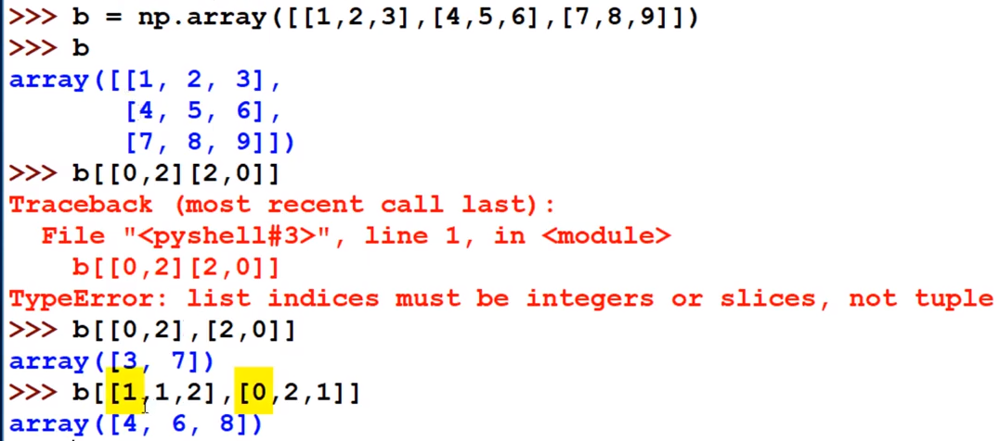 >>> b = np.array([[1,2,3],[4,5,6],[7,8,9]])
>>> b
array([[1, 2, 3],
       [4, 5, 6],
       [7, 8, 9]])
>>> b[[0,2][2,0]]
Traceback (most recent call last):
  File "<pyshell#3>", line 1, in <module>
    b[[0,2][2,0]]
TypeError: list indices must be integers or slices, not tuple
>>> b[[0,2],[2,0]]
array([3, 7])
>>> b[[1,1,2],[0,2,1]]
array([4, 6, 8])